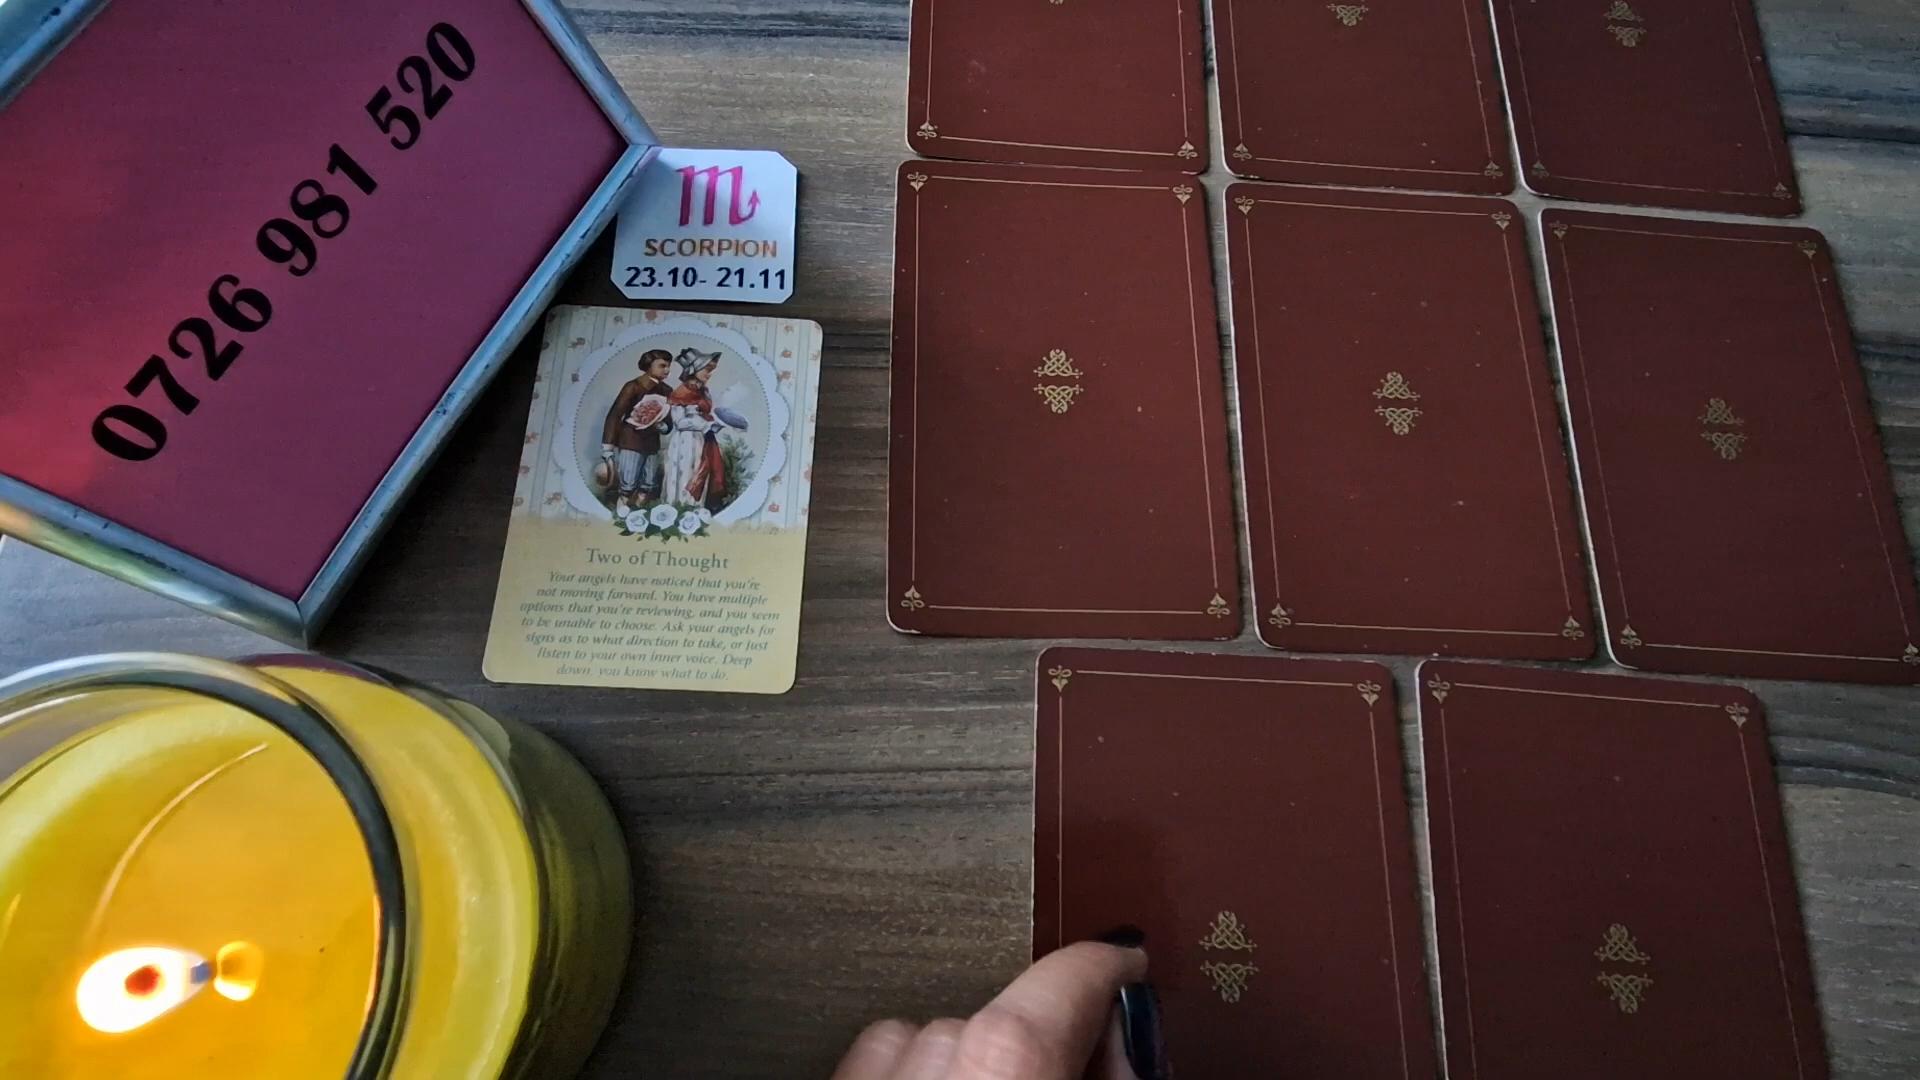 0726 981 520
SCORPION
23.10- 21.11
Two of Thought
Your angels have noticed that you're
not moving forward. You have multiple
options that you're reviewing, and you seem
to be unable to choose. Ask your angels for
signs as to what direction to take, or just
listen to your own inner voice. Deep
down, you know what to do.